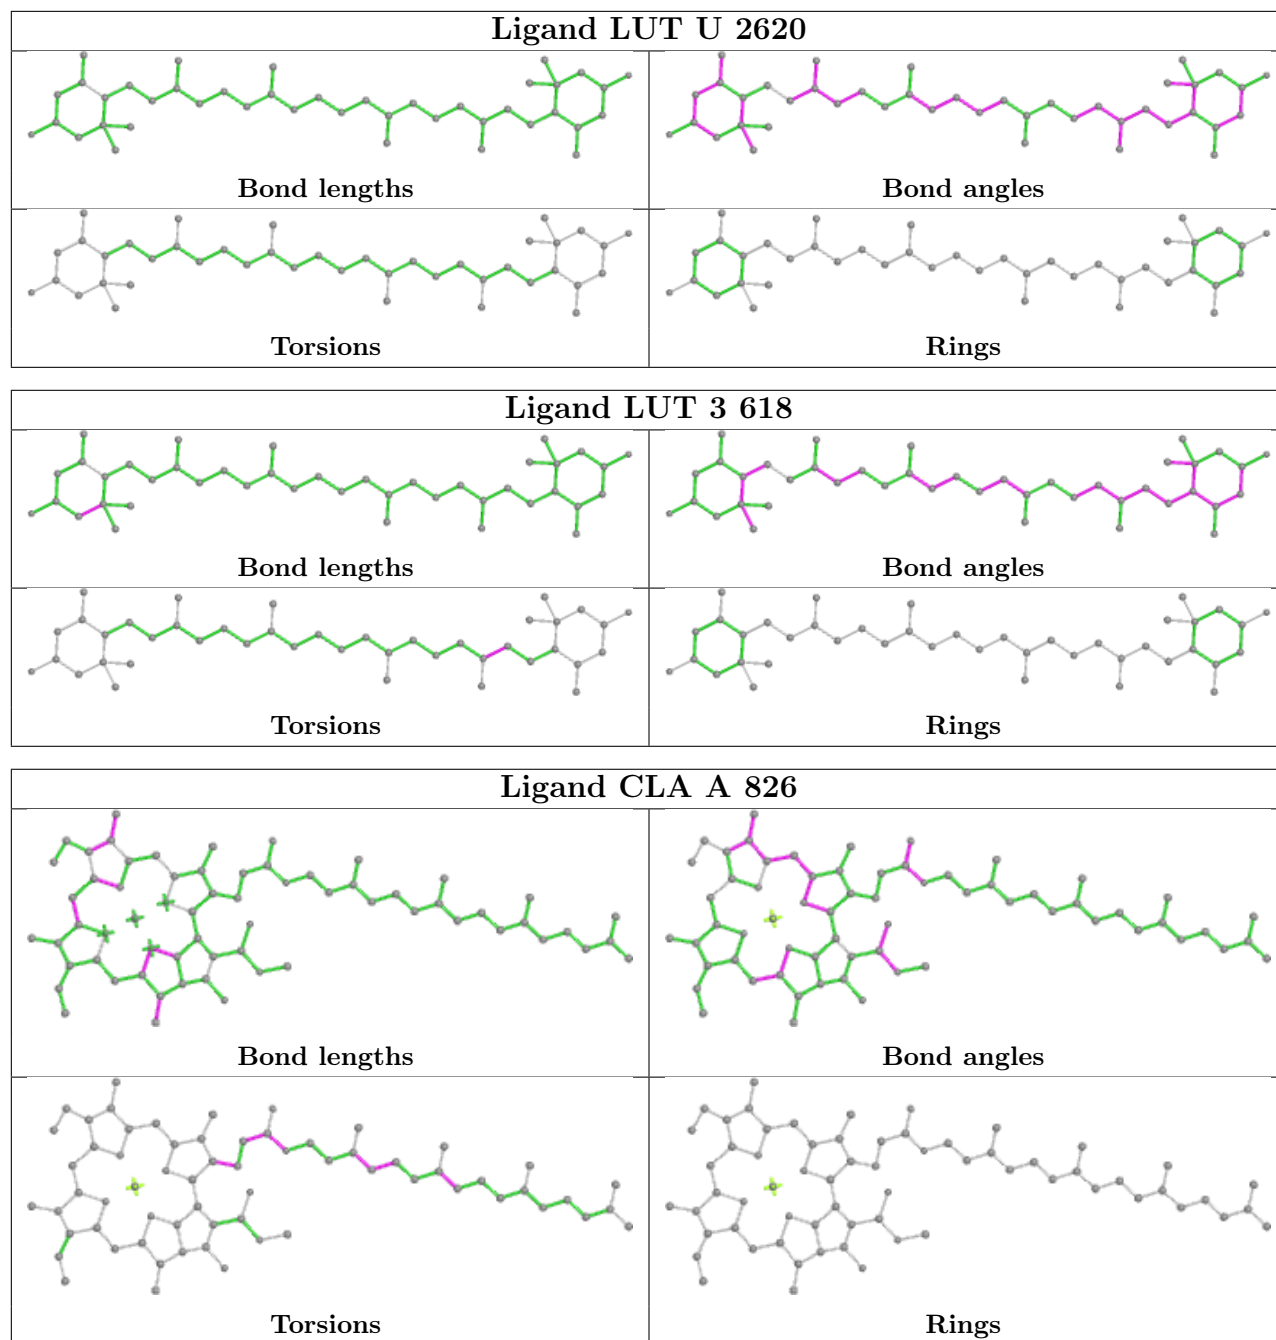 Ligand LUT U 2620
Bond lengths
Bond angles
Torsions
Rings
Ligand LUT 3 618
Bond lengths
Bond angles
Torsions
Rings
Ligand CLA A 826
Bond lengths
Bond angles
Torsions
Rings